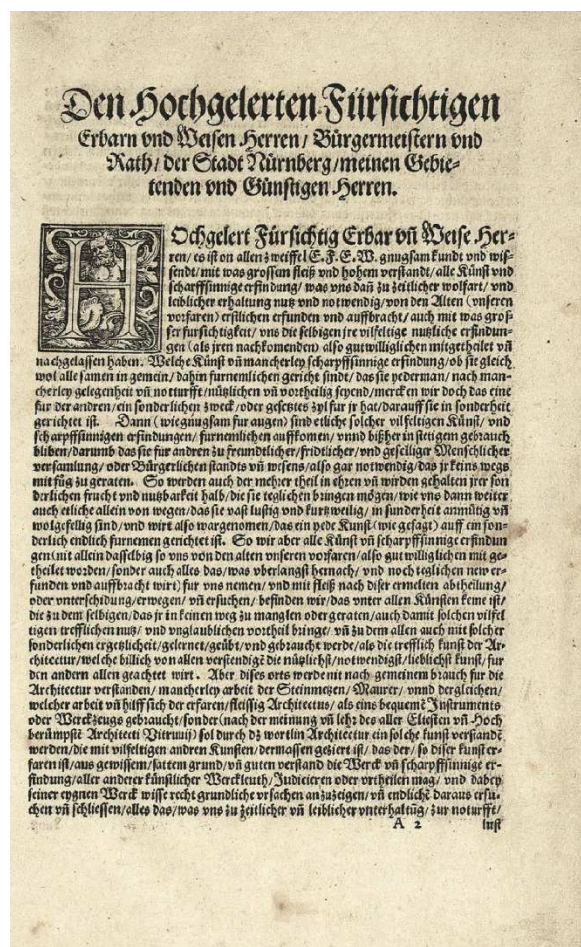 Den Hochgelerten Fürsichtigen
Erbarn vnd Weisen Herren / Bürgermeistern vnd
Rath / der Stadt Nürnberg / meinen Gebie-
tenden vnd Günstigen Herren.
HOchgelert Fürsichtig Erbar vñ Weise Her-
ren / es ist on allen zweiffel E. F. E. W. gnugsam kundt vnd wis-
sendt / mit was grossem fleiß vnd hohem verstandt / alle Künst vnd
scharffsinnige erfindung / was vns dañ zu zeitlicher wolfart / vnd
leiblicher erhaltung nutz vnd notwendig / von den Alten (vnseren
vorfaren) erstlichen erfunden vnd auffbracht / auch mit was gros-
ser fursichtigkeit / vns die selbigen jre vilfeltige nutzliche erfindun-
gen (als jren nachkomenden) also gutwilliglichen mitgetheilet vñ
nachgelassen haben. Welche Künst vñ mancherley scharpffsinnige erfindung / ob sie gleich
wol alle samen in gemein / dahin furnemlichen gericht sindt / das sie yederman / nach man-
cherley gelegenheit vñ notturfft / nützlichen vñ vortheilig seyend / mercken wir doch das eine
fur der andren / ein sonderlichen zweck / oder gesetztes zyl fur jr hat / darauff sie in sonderheit
gerichtet ist. Dann (wie gnugsam fur augen) sind etliche solcher vilfeltigen Künst / vnd
scharpffsinnigen erfindungen / furnemlichen auffkomen / vnnd bißher in stetigem gebrauch
bliben / darumb das sie fur andren zu freundtlicher / fridtlicher / vnd geselliger Menschlicher
versamlung / oder Bürgerlichen standts vñ wesens / also gar notwendig / das jr keins wegs
mit füg zu geraten. So werden auch der mehrer theil in ehren vñ wirden gehalten jrer son
derlichen frucht vnd nutzbarkeit halb / die sie teglichen bringen mögen / wie vns dann weiter
auch etliche allein von wegen / das sie vast lustig vnd kurtzweilig / in sunderheit anmütig vñ
wolgefellig sind / vnd wirt also wargenomen / das ein yede Kunst (wie gesagt) auff ein son-
derlich endlich furnemen gerichtet ist. So wir aber alle Künst vñ scharpffsinnige erfindun
gen (nit allein dasselbig so vns von den alten vnseren vorfaren / also gut williglichen mit ge-
theilet worden / sonder auch alles das / was vberlangst hernach / vnd noch teglichen new er-
funden vnd auffbracht wirt) fur vns nemen / vnd mit fleiß nach diser ermelten abtheilung /
oder vnterschidung / erwegen / vñ ersuchen / befinden wir / das vnter allen Künsten keine ist /
die zu dem selbigen / das jr in keinen weg zu manglen oder geraten / auch damit solchen vilfel
tigen trefflichen nutz / vnd vnglaublichen vortheil bringe / vñ zu dem allen auch mit solcher
sonderlichen ergetzlicheit / gelernet / geübt / vnd gebrauchet werde / als die trefflich kunst der Ar-
chitectur / welche billich von allen verstendigē die nützlichst / notwendigst / lieblichst kunst / fur
den andern allen geachtet wirt. Aber dises orts werde nit nach gemeinem brauch fur die
Architectur verstanden / mancherley arbeit der Steinmetzen / Maurer / vnnd dergleichen /
welcher arbeit vñ hilff sich der erfaren / fleissig Architectus / als eins bequemē Instruments
oder Werckzeugs gebraucht / sonder (nach der meinung vñ lehr des aller Eltesten vñ Hoch
berümpstē Architecti Vitruuij) sol durch dz wortlin Architectur ein solche kunst verstandē
werden / die mit vilfeltigen andren Kunsten / dermassen geziert ist / das der / so diser kunst er-
faren ist / aus gewissem / sattem grund / vñ guten verstand die Werck vñ scharpffsinnige er-
findung / aller anderer künstlicher Werckleuth / Judicieren oder vrtheilen mag / vnd dabey
seiner eygnen Werck wisse recht grundliche vrsachen anzuzeigen / vñ endlichē daraus ersu-
chen vñ schliessen / alles das / was vns zu zeitlicher vñ leiblicher vnterhaltūg / zur noturfft /
A 2 lust